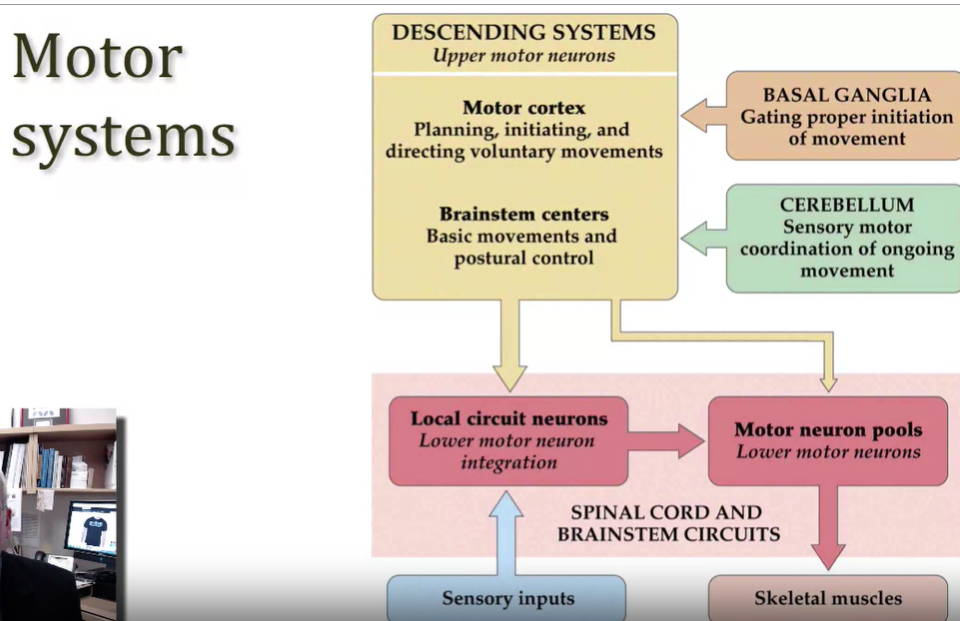 Motor
systems
DESCENDING SYSTEMS
Upper motor neurons
Motor cortex
Planning, initiating, and
directing voluntary movements
Brainstem centers
Basic movements and
postural control
BASAL GANGLIA
Gating proper initiation
of movement
CEREBELLUM
Sensory motor
coordination of ongoing
movement
Local circuit neurons
Lower motor neuron
integration
Motor neuron pools
Lower motor neurons
SPINAL CORD AND
BRAINSTEM CIRCUITS
Sensory inputs
Skeletal muscles